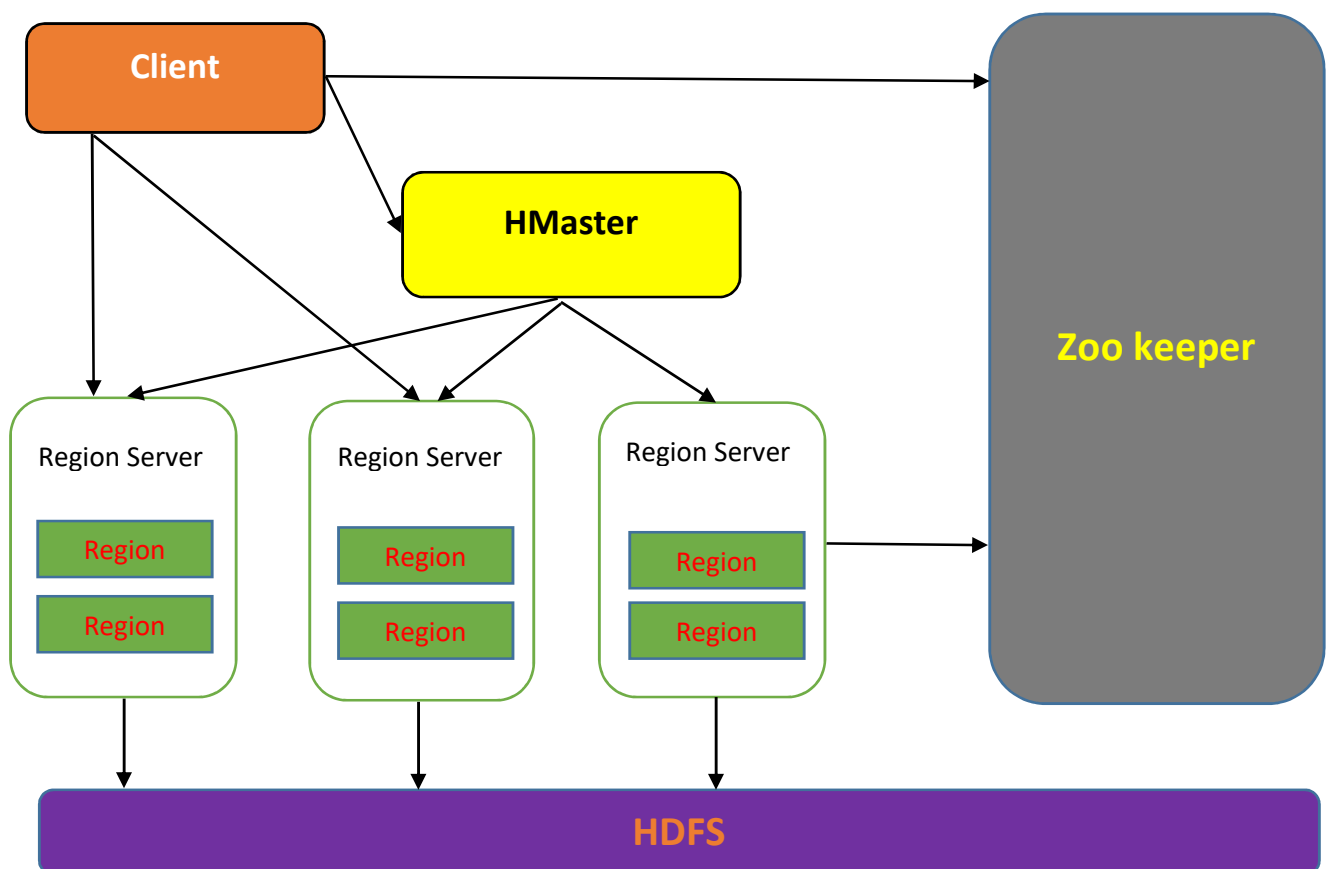 Client
HMaster
Zoo keeper
Region Server
Region Server
Region Server
Region
Region
Region
Region
Region
Region
HDFS